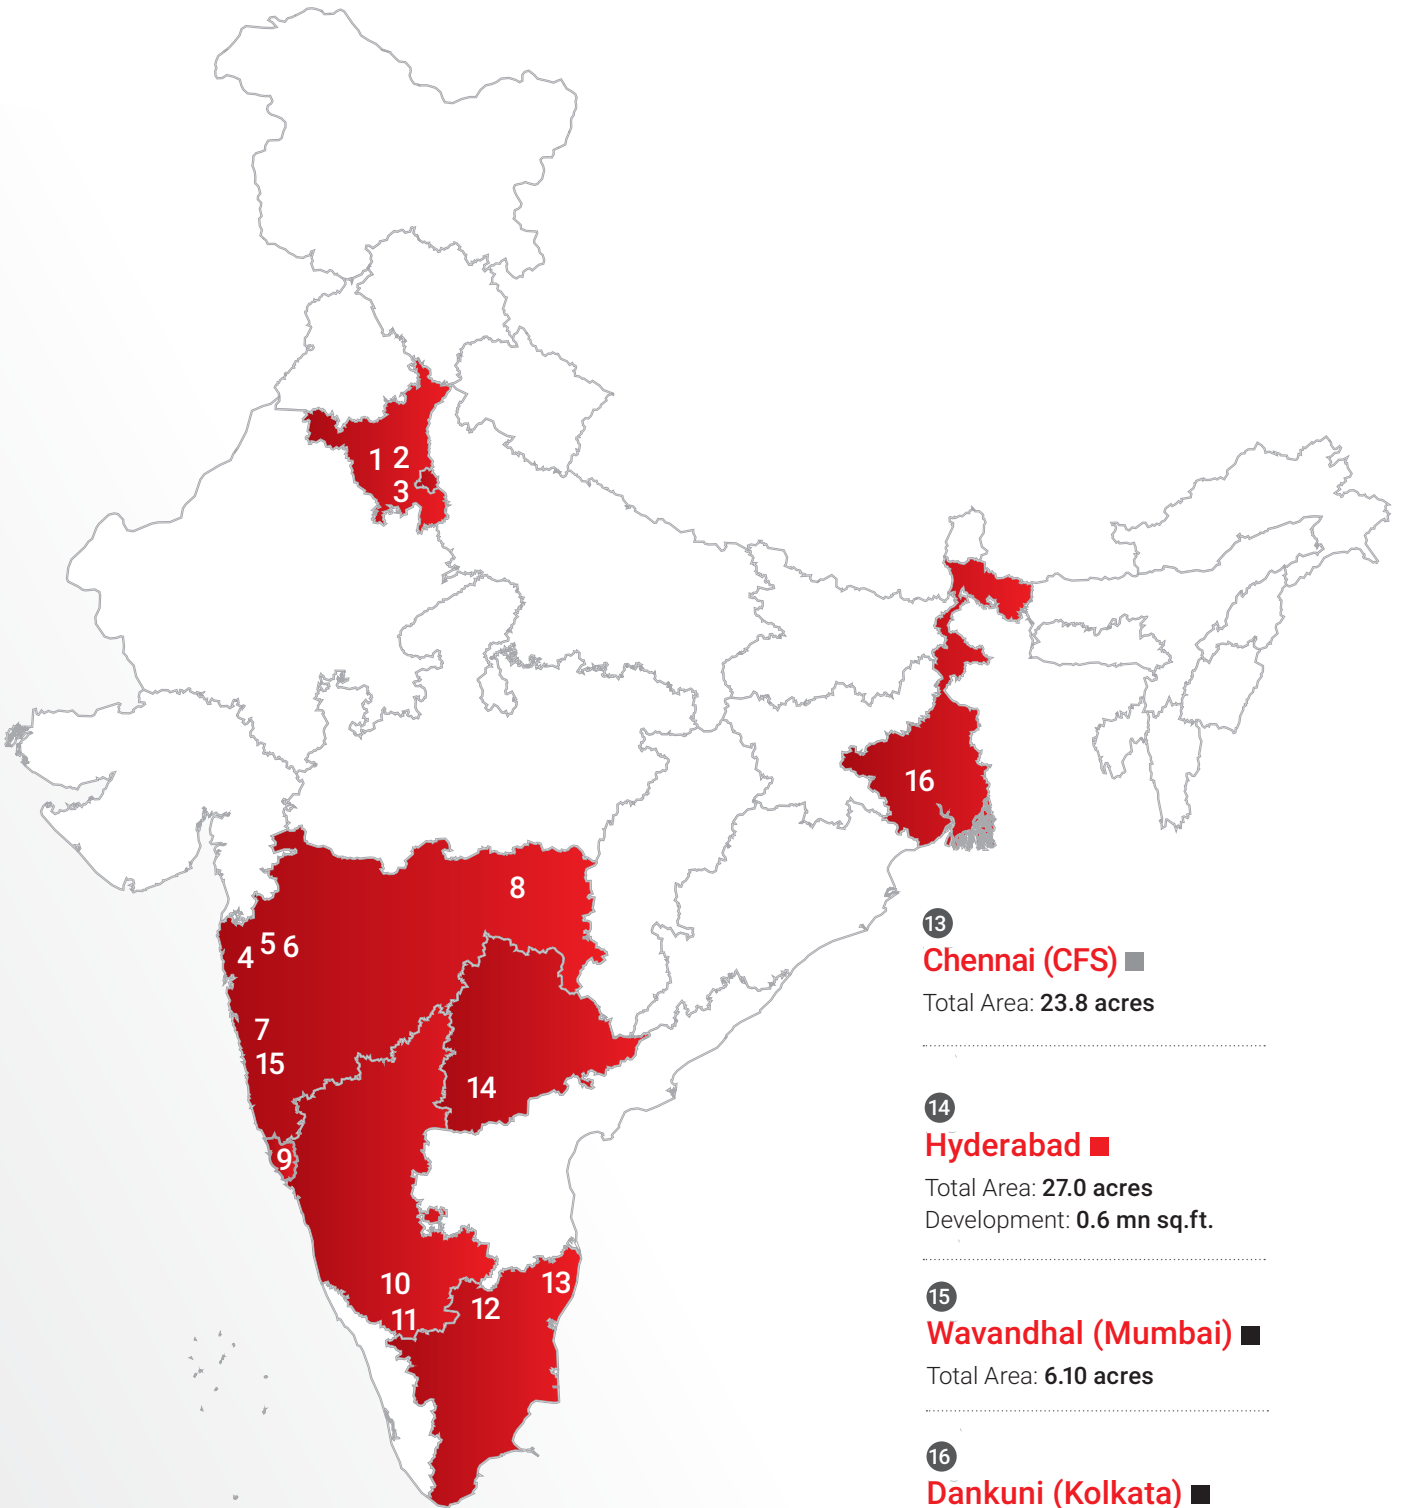 1 2
3
16
8
4 5 6
7
15
14
9
10
11
12
13
13
Chennai (CFS)
Total Area: 23.8 acres
14
Hyderabad
Total Area: 27.0 acres
Development: 0.6 mn sq.ft.
15
Wavandhal (Mumbai)
Total Area: 6.10 acres
16
Dankuni (Kolkata)